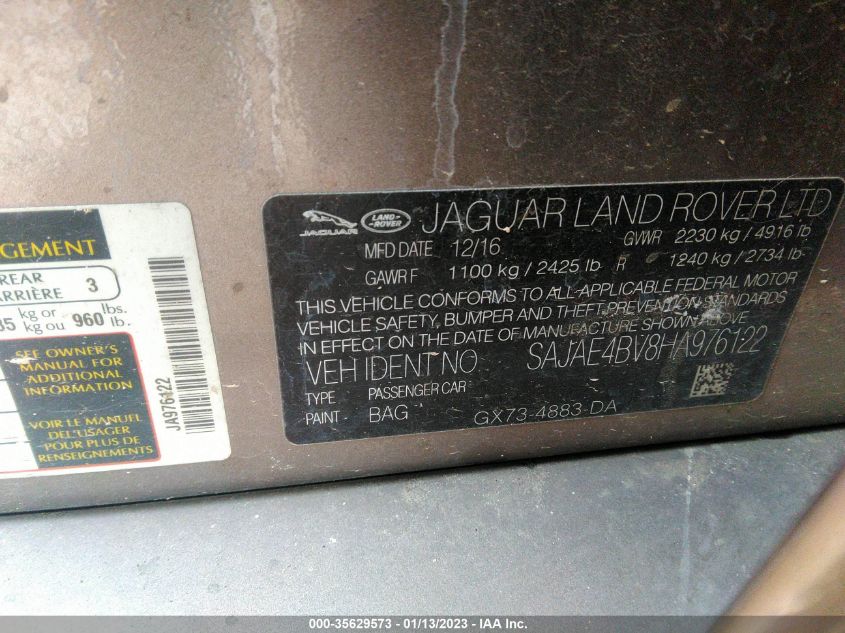 GEMENT
REAR 3
ARRIÈRE
35 kg or lbs.
kg ou 960 lb.
SEE OWNER'S
MANUAL FOR
ADDITIONAL
INFORMATION
VOIR LE MANUEL
DEL'USAGER
POUR PLUS DE
RENSEIGNEMENTS
JA976122
JAGUAR LAND-ROVER JAGUAR LAND ROVER LTD
MFD DATE 12/16 GVWR 2230 kg / 4916 lb
GAWR F 1100 kg / 2425 lb R 1240 kg / 2734 lb
THIS VEHICLE CONFORMS TO ALL APPLICABLE FEDERAL MOTOR
VEHICLE SAFETY, BUMPER AND THEFT PREVENTION STANDARDS
IN EFFECT ON THE DATE OF MANUFACTURE SHOWN ABOVE
VEH IDENT NO SAJAE4BV8HA976122
TYPE PASSENGER CAR
PAINT BAG GX73-4883-DA
000-35629573 - 01/13/2023 - IAA Inc.